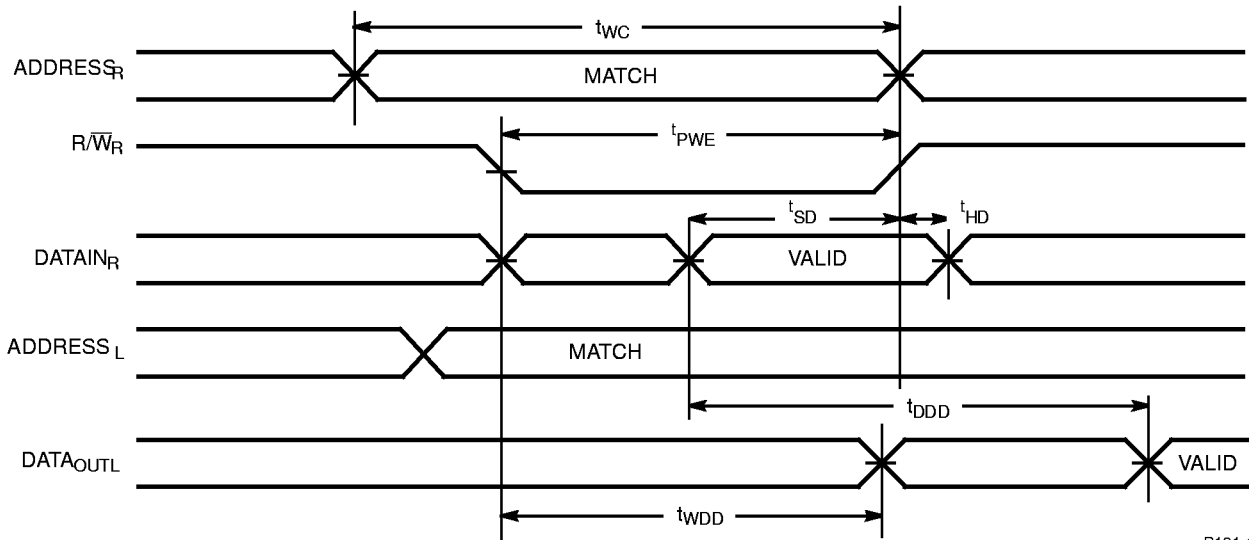 tWC
ADDRESSR
MATCH
R/W̅R
tPWE
tSD
tHD
DATAINR
VALID
ADDRESS L
MATCH
tDDD
DATAOUTL
VALID
tWDD